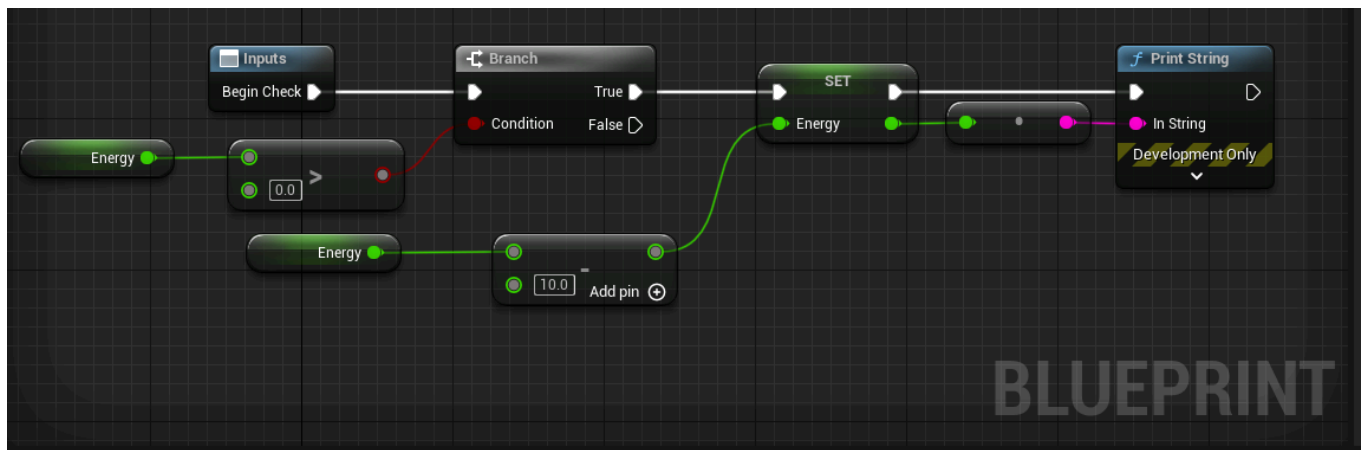 Inputs
Begin Check
Branch
True
Condition
False
SET
Energy
Print String
In String
Development Only
Energy
0.0
>
Energy
10.0
-
Add pin
BLUEPRINT